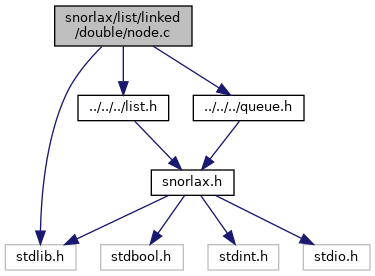 snorlax/list/linked
/double/node.c
../../../list.h
../../../queue.h
snorlax.h
stdlib.h
stdbool.h
stdint.h
stdio.h